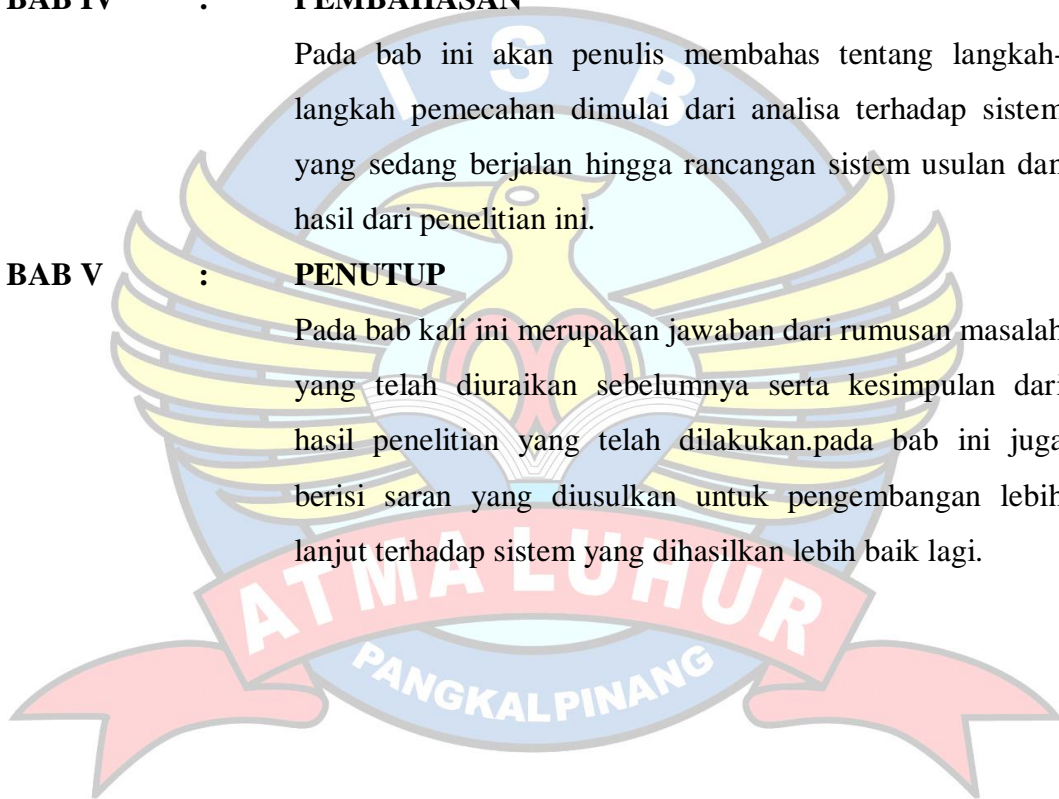 BAB IV : PEMBAHASAN
Pada bab ini akan penulis membahas tentang langkah-
langkah pemecahan dimulai dari analisa terhadap sistem
yang sedang berjalan hingga rancangan sistem usulan dan
hasil dari penelitian ini.
BAB V : PENUTUP
Pada bab kali ini merupakan jawaban dari rumusan masalah
yang telah diuraikan sebelumnya serta kesimpulan dari
hasil penelitian yang telah dilakukan.pada bab ini juga
berisi saran yang diusulkan untuk pengembangan lebih
lanjut terhadap sistem yang dihasilkan lebih baik lagi.
I S B
ATMA LUHUR
PANGKALPINANG